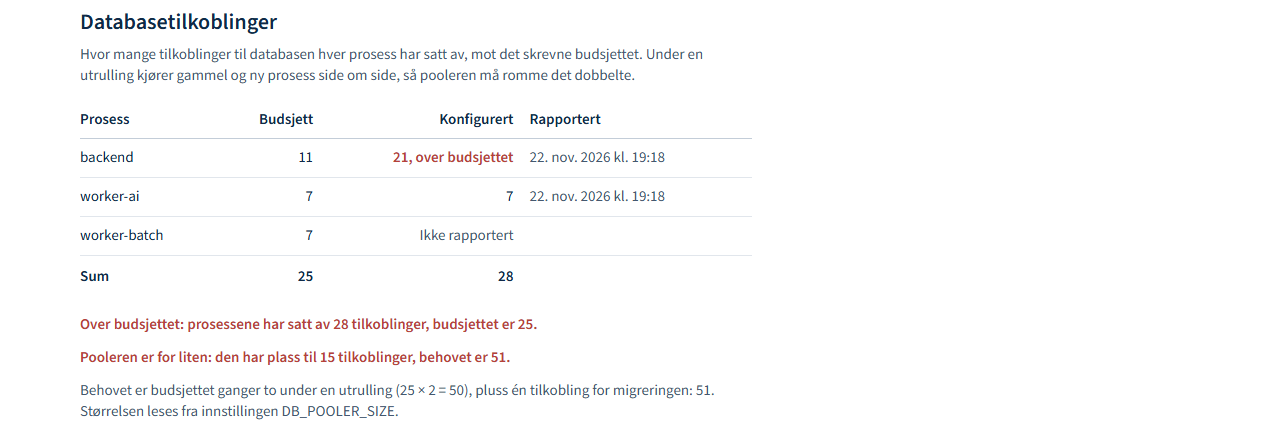 Databasetilkoblinger
Hvor mange tilkoblinger til databasen hver prosess har satt av, mot det skrevne budsjettet. Under en
utrulling kjører gammel og ny prosess side om side, så pooleren må romme det dobbelte.
Prosess Budsjett Konfigurert Rapportert
backend 11 21, over budsjettet 22. nov. 2026 kl. 19:18
worker-ai 7 7 22. nov. 2026 kl. 19:18
worker-batch 7 Ikke rapportert
Sum 25 28
Over budsjettet: prosessene har satt av 28 tilkoblinger, budsjettet er 25.
Pooleren er for liten: den har plass til 15 tilkoblinger, behovet er 51.
Behovet er budsjettet ganger to under en utrulling (25 × 2 = 50), pluss én tilkobling for migreringen: 51.
Størrelsen leses fra innstillingen DB_POOLER_SIZE.